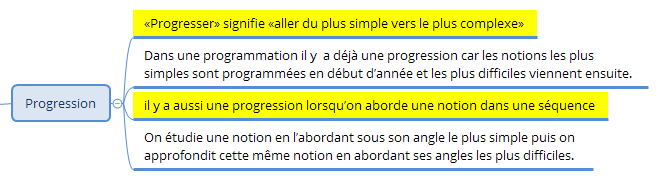 «Progresser» signifie «aller du plus simple vers le plus complexe»
Dans une programmation il y a déjà une progression car les notions les plus
simples sont programmées en début d'année et les plus difficiles viennent ensuite.
Progression
il y a aussi une progression lorsqu'on aborde une notion dans une séquence
On étudie une notion en l'abordant sous son angle le plus simple puis on
approfondit cette même notion en abordant ses angles les plus difficiles.